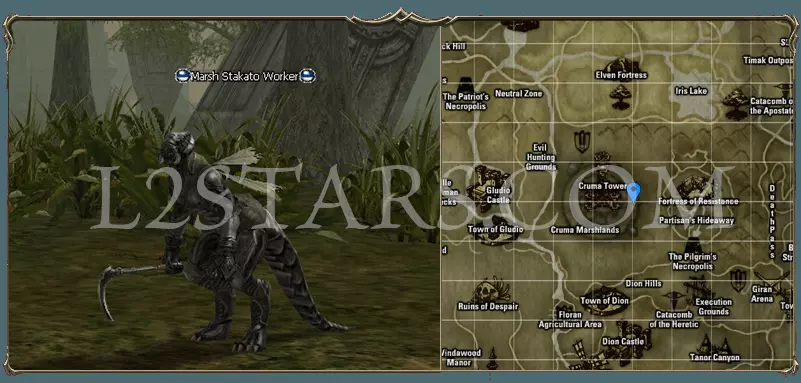 Marsh Stakato Worker
L2STARS.COM
ck Hill
Elven Fortress
Timak Outpos
The Patriot's
Necropolis
Neutral Zone
Iris Lake
Catacomb o
the Apostate
Evil
Hunting
Grounds
Gludio
Castle
Cruma Tower
Fortress of Resistance
Partisan's Hideaway
Death Pass
Town of Gludio
Cruma Marshlands
The Pilgrim's
Necropolis
Dion Hills
Giran
Arena
Ruins of Despair
Town of Dion
Execution
Grounds
Floran
Agricultural Area
Catacomb
of the Heretic
Dion Castle
Windawood
Manor
Tanor Canyon